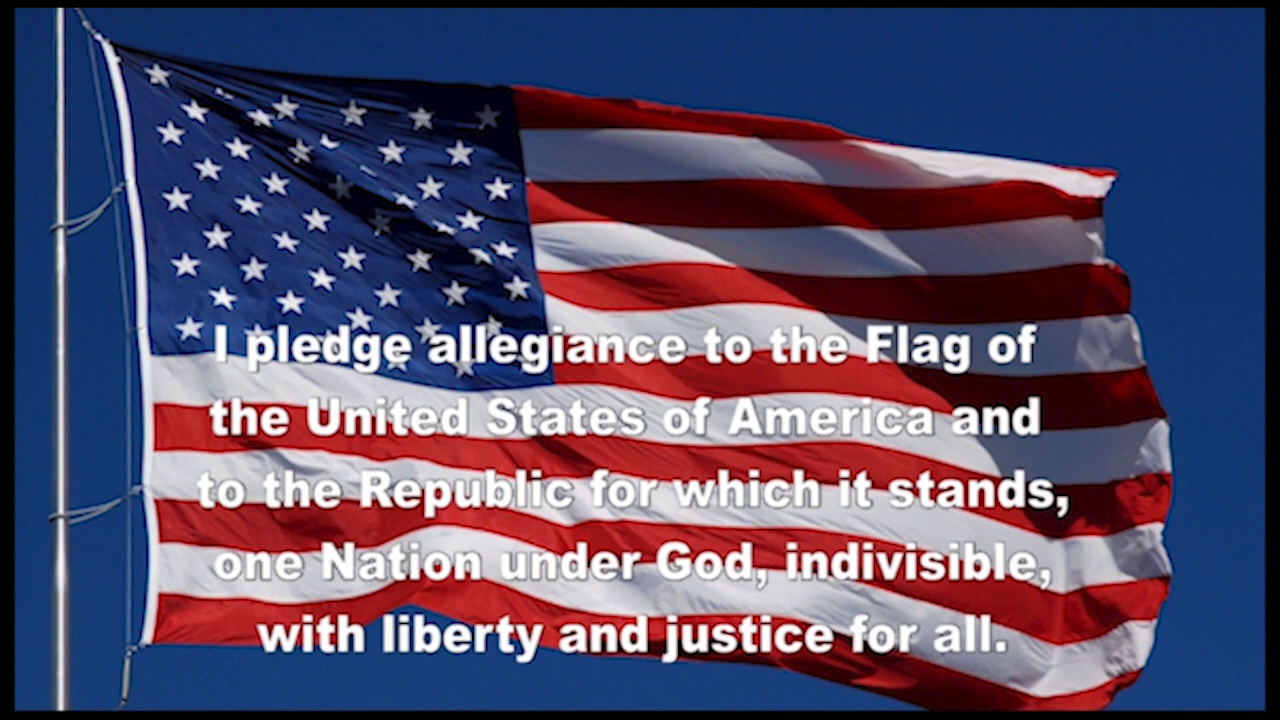 I pledge allegiance to the Flag of
the United States of America and
to the Republic for which it stands,
one Nation under God, indivisible,
with liberty and justice for all.